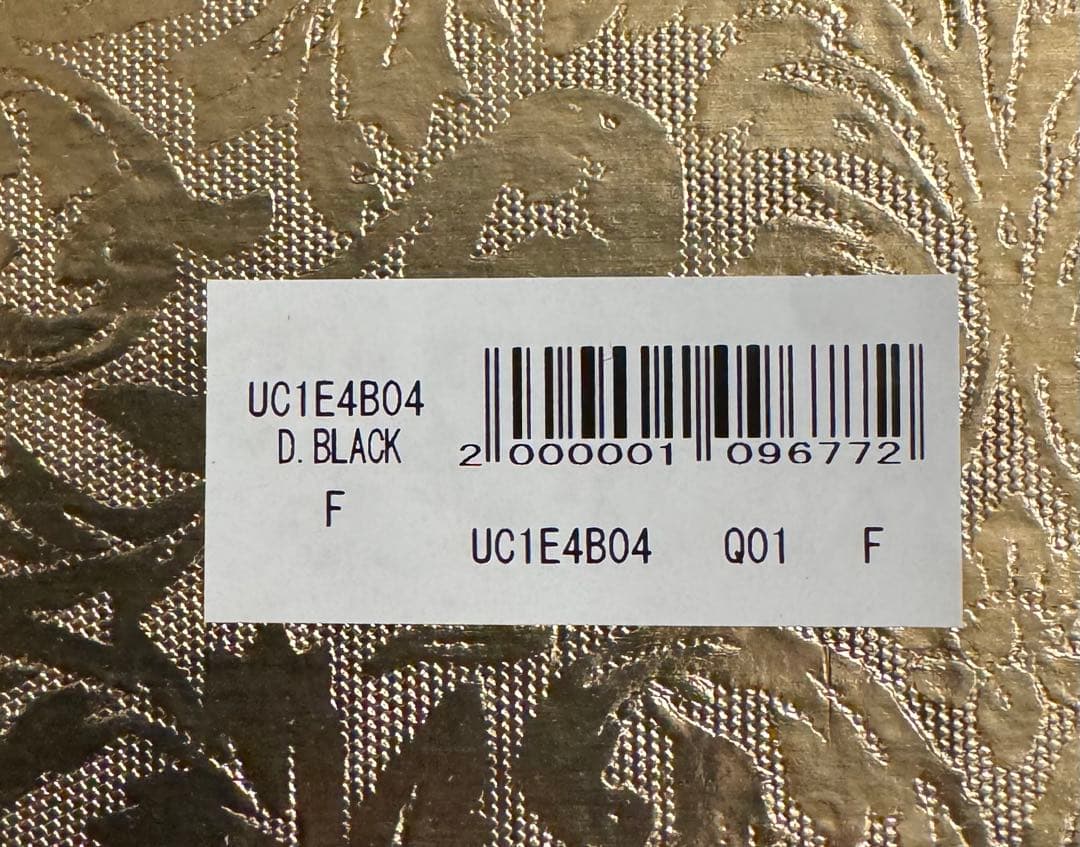 UC1E4B04
D. BLACK
F
2 000001 096772
UC1E4B04 Q01 F